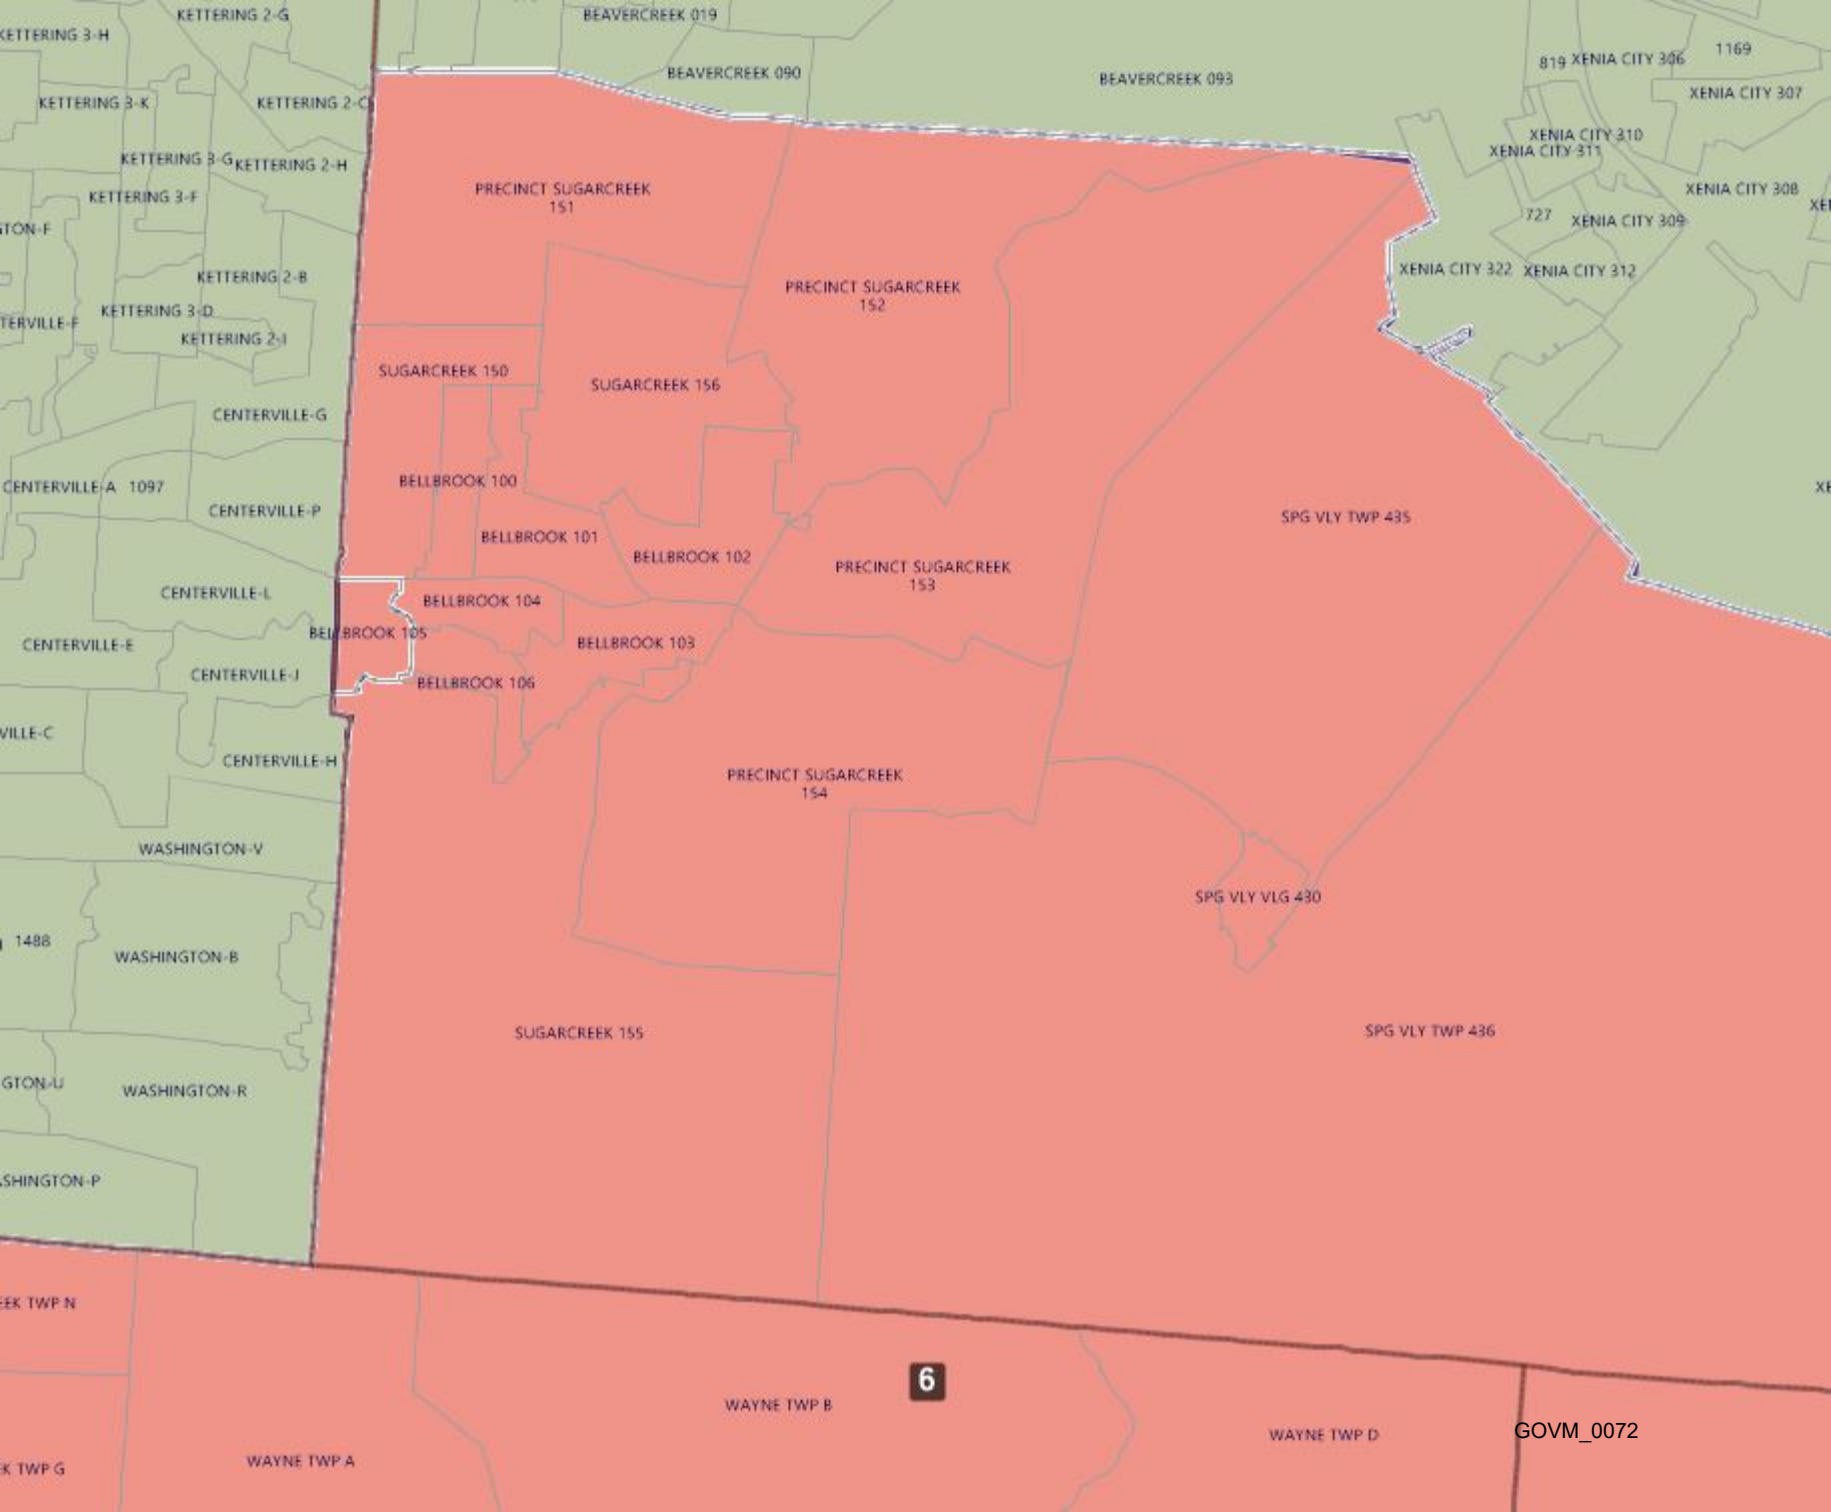 KETTERING 2-G
BEAVERCREEK 019
KETTERING 3-H
1169
819
XENIA CITY 306
BEAVERCREEK 090
BEAVERCREEK 093
XENIA CITY 307
KETTERING 3-K
KETTERING 2-C
XENIA CITY 310
XENIA CITY 311
KETTERING 3-G
KETTERING 2-H
PRECINCT SUGARCREEK
151
XENIA CITY 308
KETTERING 3-F
727
XENIA CITY 309
KETTERING 2-B
XENIA CITY 322
XENIA CITY 312
PRECINCT SUGARCREEK
152
KETTERING 3-D
KETTERING 2-I
SUGARCREEK 150
SUGARCREEK 156
CENTERVILLE-G
BELLBROOK 100
CENTERVILLE-A
1097
CENTERVILLE-P
SPG VLY TWP 435
BELLBROOK 101
BELLBROOK 102
PRECINCT SUGARCREEK
153
CENTERVILLE-L
BELLBROOK 104
BELLBROOK 105
CENTERVILLE-E
BELLBROOK 103
CENTERVILLE-J
BELLBROOK 106
VILLE-C
CENTERVILLE-H
PRECINCT SUGARCREEK
154
WASHINGTON-V
SPG VLY VLG 430
1488
WASHINGTON-B
SUGARCREEK 155
SPG VLY TWP 436
GTON-U
WASHINGTON-R
SHINGTON-P
EEK TWP N
6
WAYNE TWP B
GOVM_0072
WAYNE TWP D
WAYNE TWP A
K TWP G